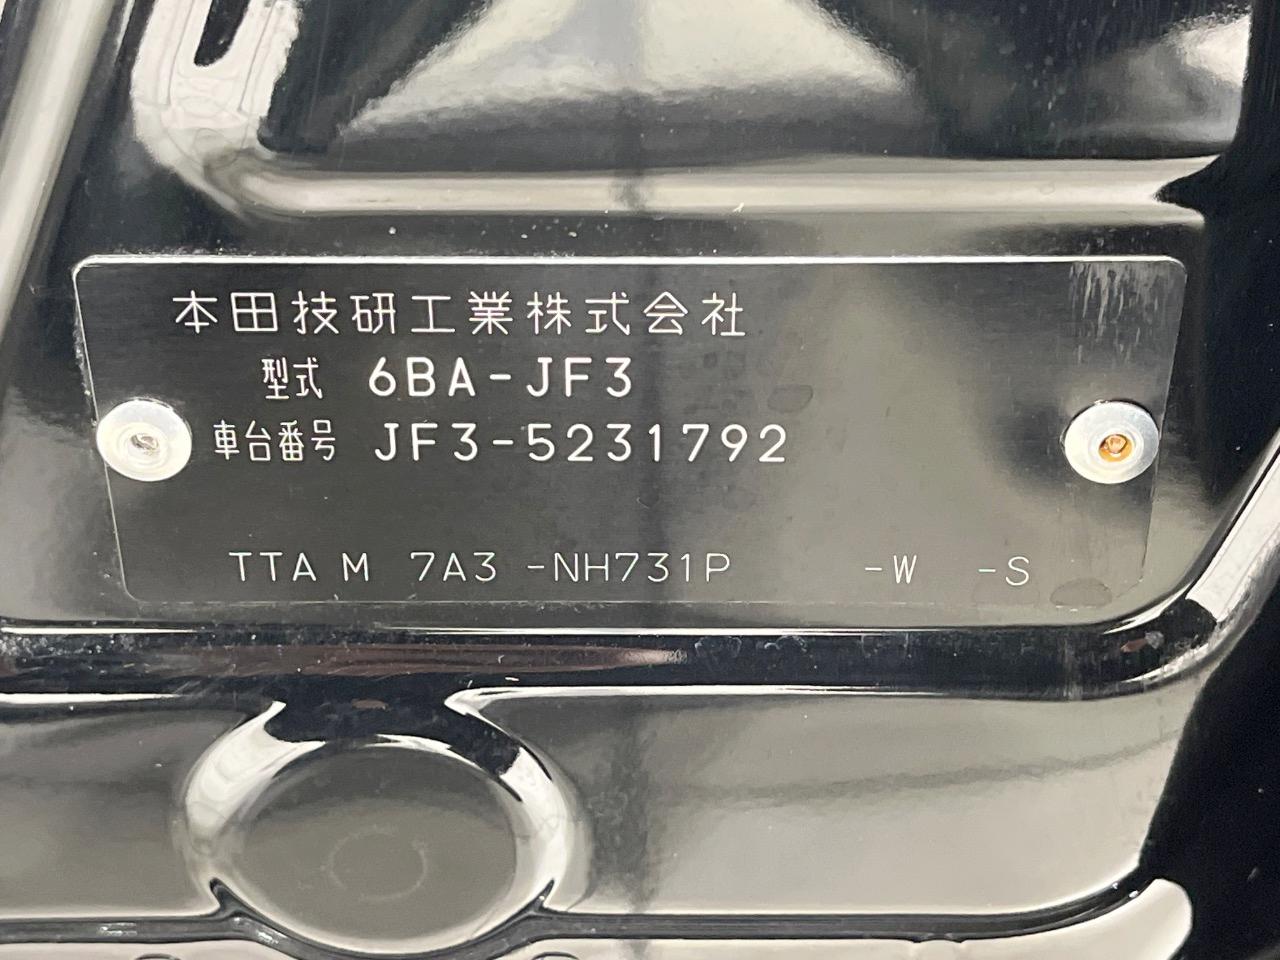 本田技研工業株式会社
型式 6BA-JF3
車台番号 JF3-5231792
TTA M 7A3 -NH731P -W -S